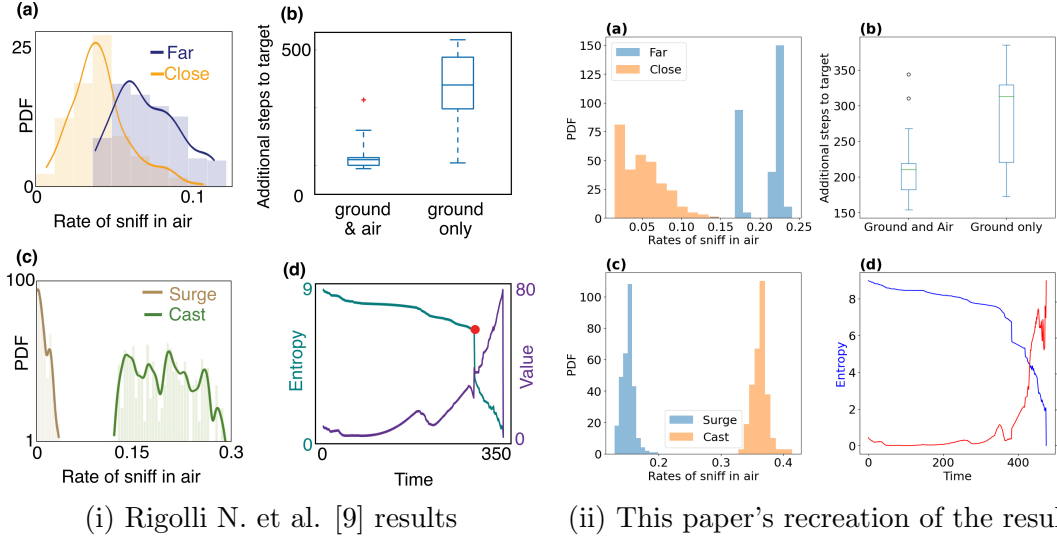 (a)
25
PDF
0
Far
Close
0
0.1
Rate of sniff in air
(b)
500
Additional steps to target
0
ground & air
ground only
(c)
100
PDF
1
Surge
Cast
0
0.15
0.3
Rate of sniff in air
(d)
9
Entropy
0
80
Value
0
0
350
Time
(i) Rigolli N. et al. [9] results
(a)
150
125
100
75
50
25
0
PDF
Far
Close
0.05
0.10
0.15
0.20
0.25
Rates of sniff in air
(b)
350
300
250
200
150
Additional steps to target
Ground and Air
Ground only
(c)
100
80
60
40
20
0
PDF
Surge
Cast
0.2
0.3
0.4
Rates of sniff in air
(d)
8
6
4
2
0
Entropy
0
200
400
Time
(ii) This paper's recreation of the resul